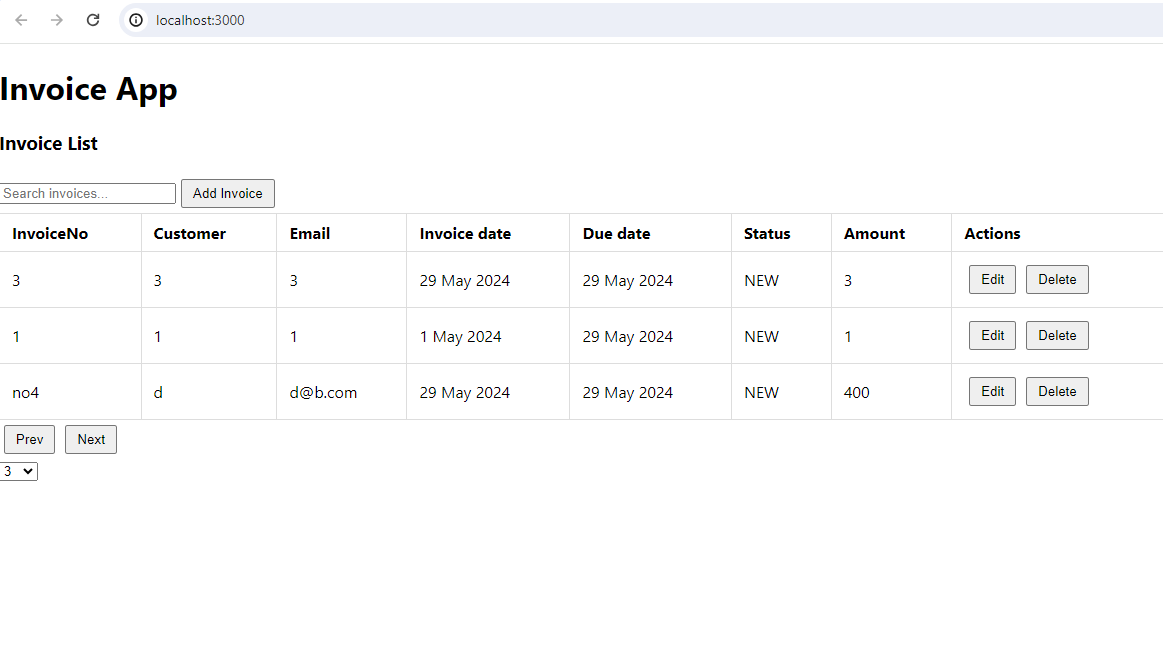 localhost:3000
Invoice App
Invoice List
Search invoices... Add Invoice
InvoiceNo Customer Email Invoice date Due date Status Amount Actions
3 3 3 29 May 2024 29 May 2024 NEW 3 Edit Delete
1 1 1 1 May 2024 29 May 2024 NEW 1 Edit Delete
no4 d d@b.com 29 May 2024 29 May 2024 NEW 400 Edit Delete
Prev Next
3